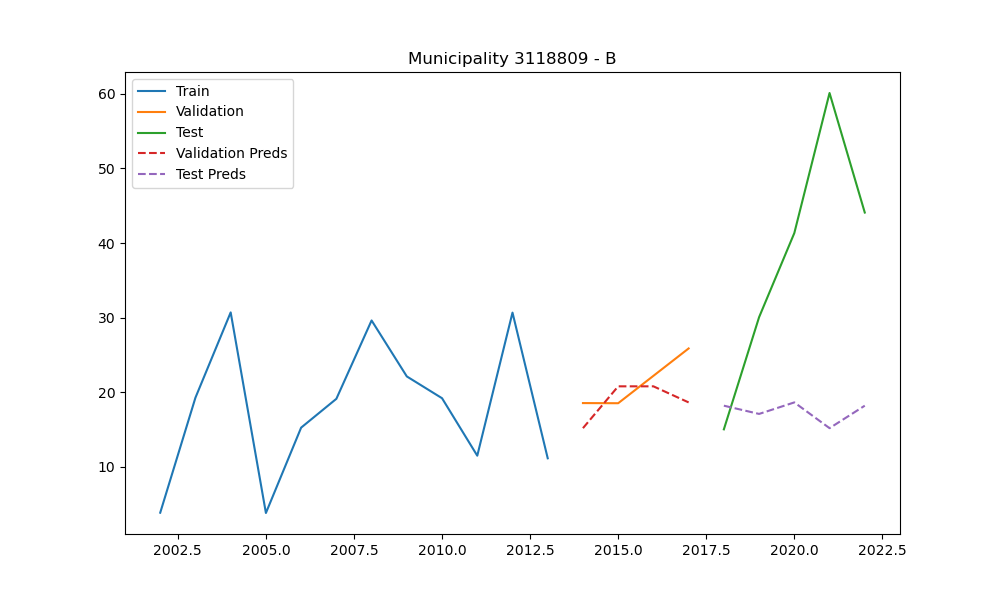 Municipality 3118809 - B
Train
Validation
Test
Validation Preds
Test Preds
60
50
40
30
20
10
2002.5 2005.0 2007.5 2010.0 2012.5 2015.0 2017.5 2020.0 2022.5